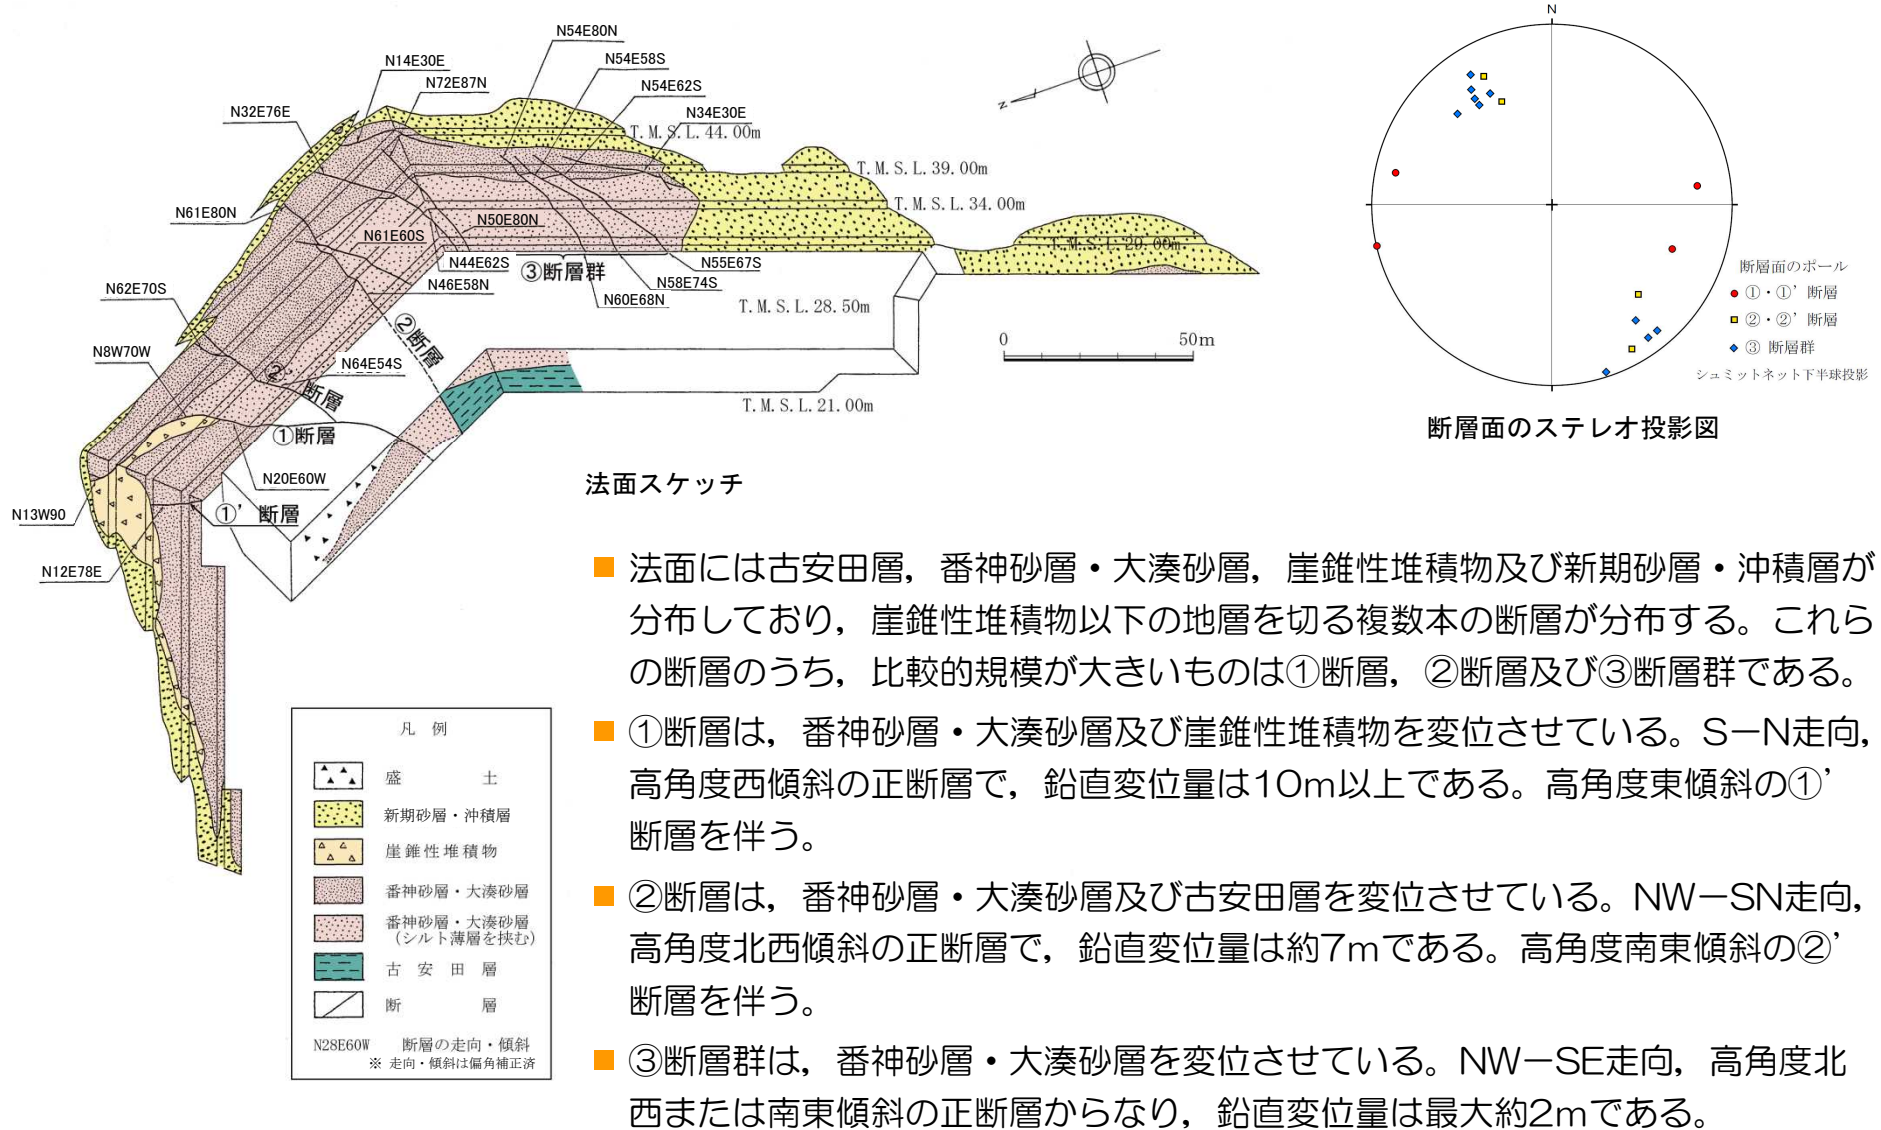 N54E80N
N14E30E
N54E58S
N72E87N
N54E62S
N32E76E
N34E30E
T.M.S.L.44.00m
T.M.S.L.39.00m
T.M.S.L.34.00m
T.M.S.L.29.00m
N61E80N
N50E80N
N61E60S
N44E62S
③断層群
N55E67S
N46E58N
N58E74S
N60E68N
N62E70S
T.M.S.L.28.50m
②断層
N8W70W
N64E54S
②’断層
T.M.S.L.21.00m
①断層
N20E60W
N13W90
①’断層
N12E78E
N
0 50m
法面スケッチ
N
断層面のポール
①・①’断層
②・②’断層
③ 断層群
シュミットネット下半球投影
断層面のステレオ投影図
凡 例
盛 土
新期砂層・沖積層
崖錐性堆積物
番神砂層・大湊砂層
番神砂層・大湊砂層
(シルト薄層を挟む)
古 安 田 層
断 層
N28E60W 断層の走向・傾斜
※ 走向・傾斜は偏角補正済
■ 法面には古安田層，番神砂層・大湊砂層，崖錐性堆積物及び新期砂層・沖積層が
分布しており，崖錐性堆積物以下の地層を切る複数本の断層が分布する。これら
の断層のうち，比較的規模が大きいものは①断層，②断層及び③断層群である。
■ ①断層は，番神砂層・大湊砂層及び崖錐性堆積物を変位させている。S－N走向，
高角度西傾斜の正断層で，鉛直変位量は10m以上である。高角度東傾斜の①’
断層を伴う。
■ ②断層は，番神砂層・大湊砂層及び古安田層を変位させている。NW－SN走向，
高角度北西傾斜の正断層で，鉛直変位量は約7mである。高角度南東傾斜の②’
断層を伴う。
■ ③断層群は，番神砂層・大湊砂層を変位させている。NW－SE走向，高角度北
西または南東傾斜の正断層からなり，鉛直変位量は最大約2mである。